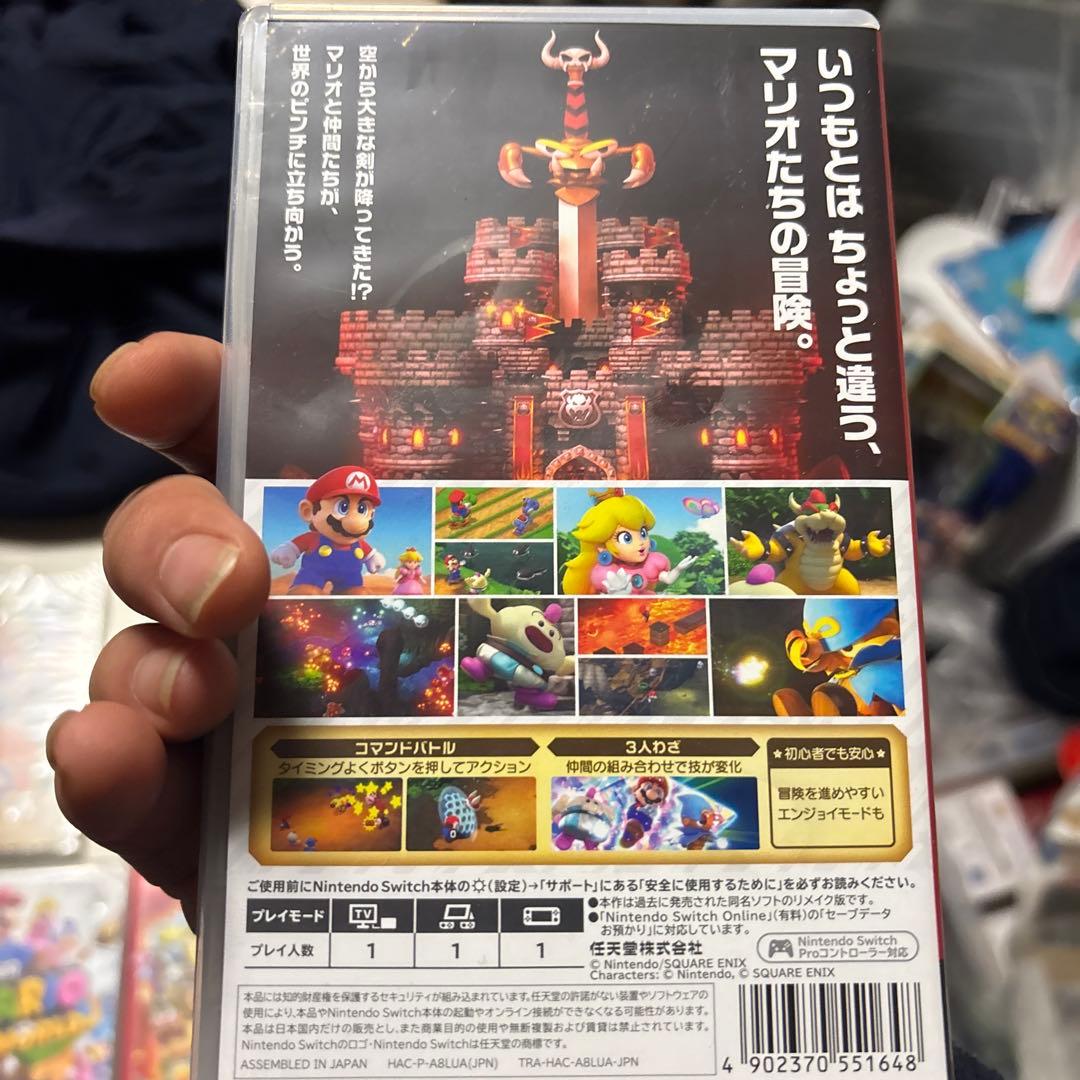 いつもとは ちょっと違う、
マリオたちの冒険。
空から大きな剣が降ってきた!?
マリオと仲間たちが、
世界のピンチに立ち向かう。
コマンドバトル
タイミングよくボタンを押してアクション
3人わざ
仲間の組み合わせで技が変化
★初心者でも安心★
冒険を進めやすい
エンジョイモードも
ご使用前にNintendo Switch本体の(設定)→「サポート」にある「安全に使用するために」を必ずお読みください。
プレイモード TV
プレイ人数 1 1 1
●本作は過去に発売された同名ソフトのリメイク版です。
●「Nintendo Switch Online」(有料)の「セーブデータ
お預かり」に対応しています。
任天堂株式会社
© Nintendo/SQUARE ENIX
Characters: © Nintendo, © SQUARE ENIX
Nintendo Switch
Proコントローラー対応
本品には知的財産権を保護するセキュリティが組み込まれています。任天堂の許諾がない装置やソフトウェアの
使用により、本品やNintendo Switch本体の起動やオンライン接続ができなくなる可能性があります。
本品は日本国内だけの販売とし、また商業目的の使用や無断複製および賃貸は禁止されています。
Nintendo Switchのロゴ・Nintendo Switchは任天堂の商標です。
ASSEMBLED IN JAPAN HAC-P-A8LUA(JPN) TRA-HAC-A8LUA-JPN
4 902370 551648